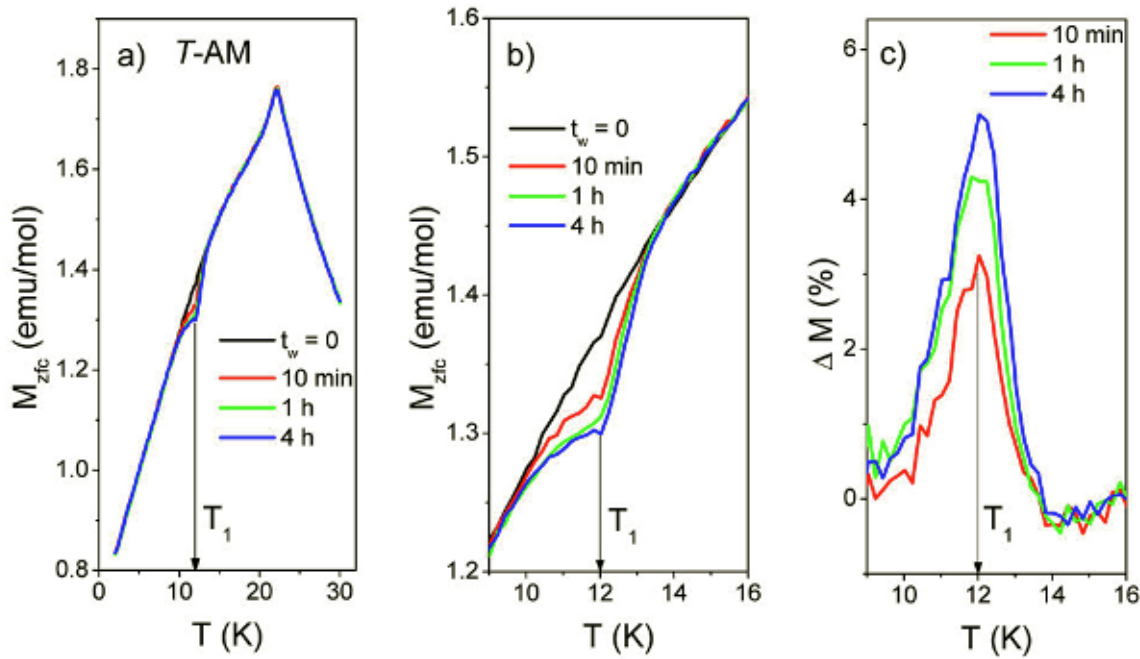 a) T-AM
1.8
1.6
1.4
1.2
1.0
0.8
M_zfc (emu/mol)
t_w = 0
10 min
1 h
4 h
T_1
0 10 20 30
T (K)
b)
1.6
1.5
1.4
1.3
1.2
M_zfc (emu/mol)
t_w = 0
10 min
1 h
4 h
T_1
10 12 14 16
T (K)
c)
10 min
1 h
4 h
6
4
2
0
Δ M (%)
T_1
10 12 14 16
T (K)